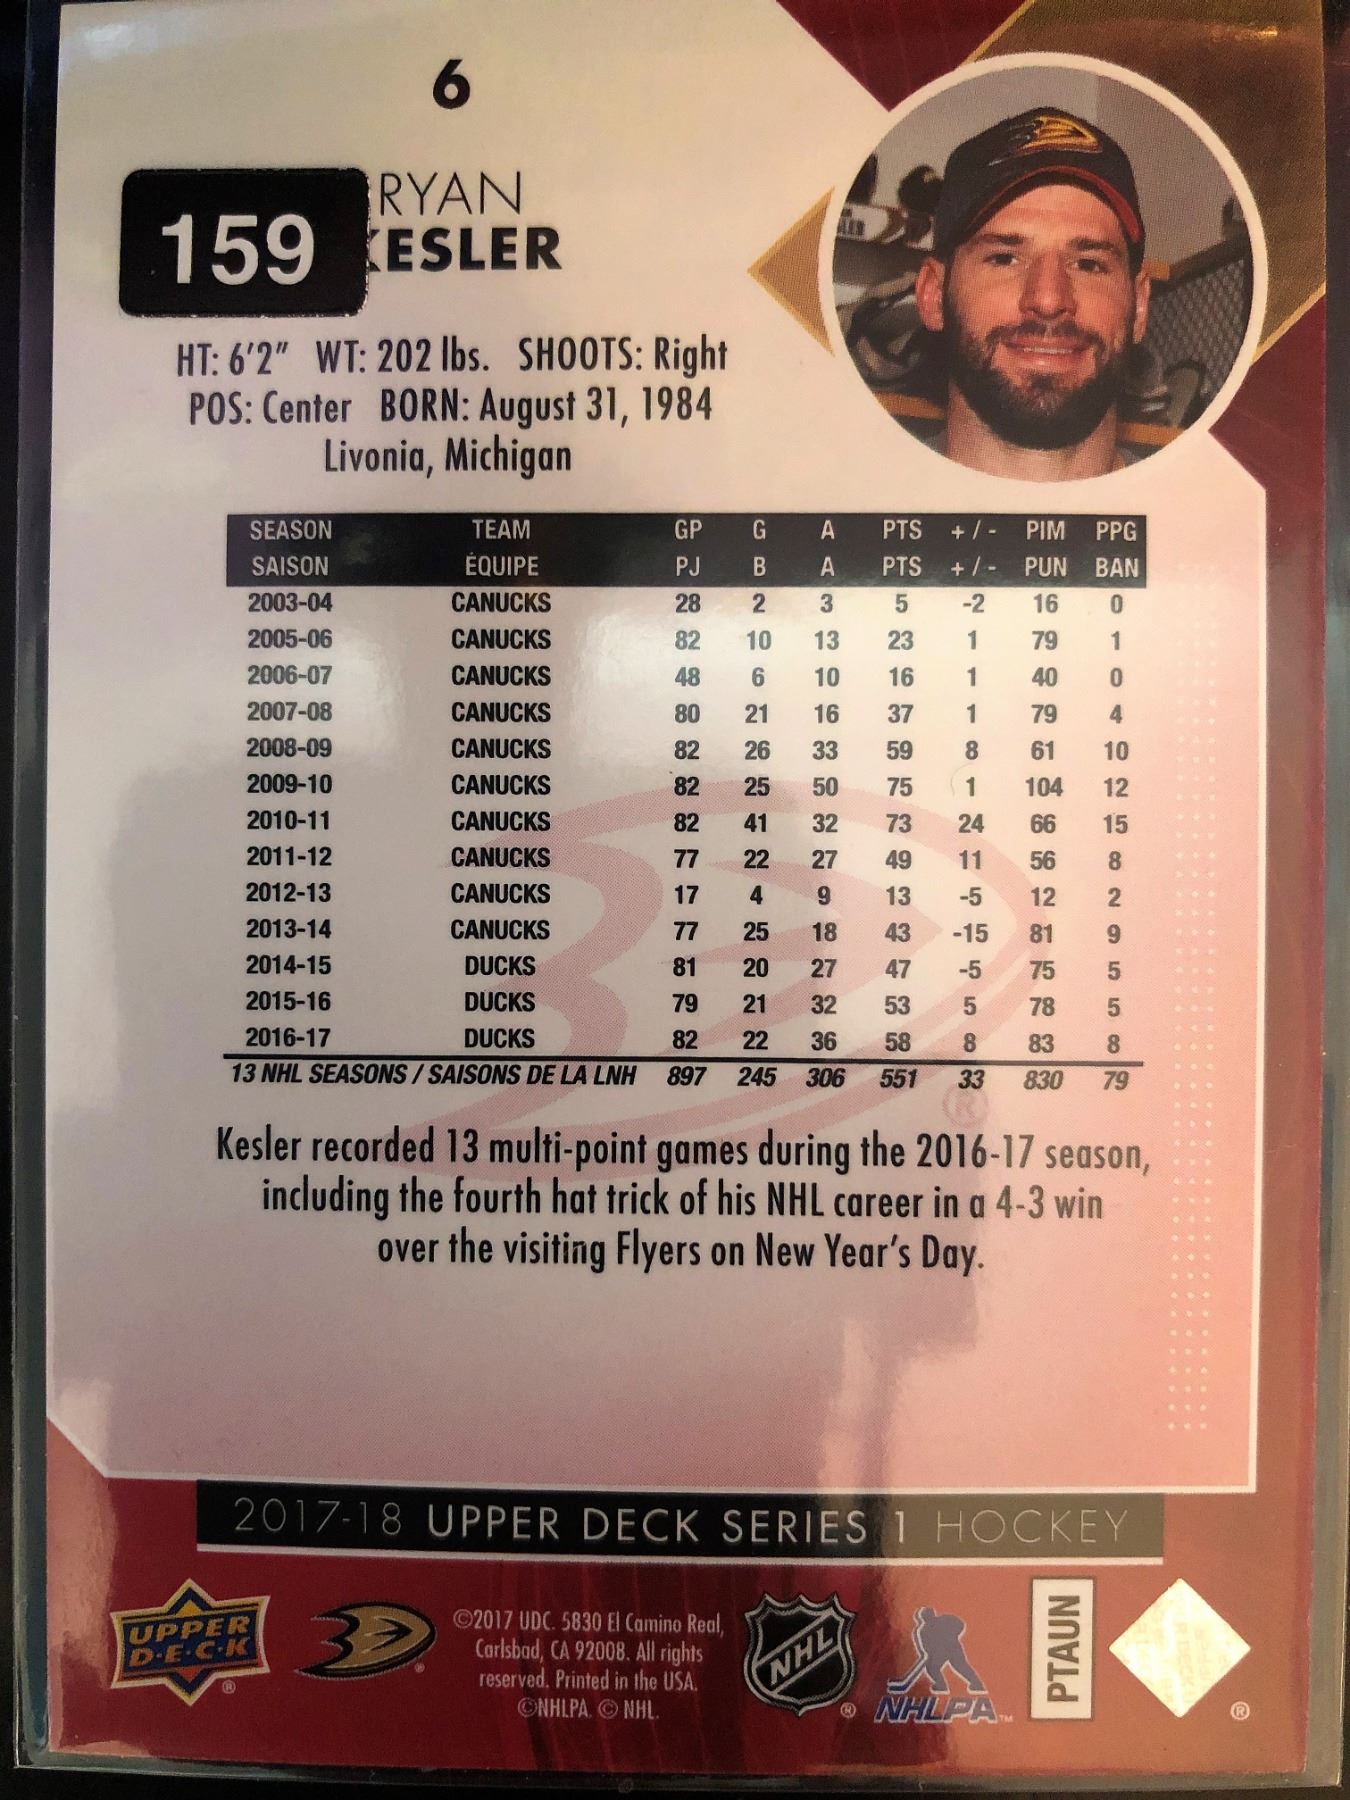 6
159
RYAN
KESLER
HT: 6'2" WT: 202 lbs. SHOOTS: Right
POS: Center BORN: August 31, 1984
Livonia, Michigan
SEASON TEAM GP G A PTS + / - PIM PPG
SAISON ÉQUIPE PJ B A PTS + / - PUN BAN
2003-04 CANUCKS 28 2 3 5 -2 16 0
2005-06 CANUCKS 82 10 13 23 1 79 1
2006-07 CANUCKS 48 6 10 16 1 40 0
2007-08 CANUCKS 80 21 16 37 1 79 4
2008-09 CANUCKS 82 26 33 59 8 61 10
2009-10 CANUCKS 82 25 50 75 1 104 12
2010-11 CANUCKS 82 41 32 73 24 66 15
2011-12 CANUCKS 77 22 27 49 11 56 8
2012-13 CANUCKS 17 4 9 13 -5 12 2
2013-14 CANUCKS 77 25 18 43 -15 81 9
2014-15 DUCKS 81 20 27 47 -5 75 5
2015-16 DUCKS 79 21 32 53 5 78 5
2016-17 DUCKS 82 22 36 58 8 83 8
13 NHL SEASONS / SAISONS DE LA LNH 897 245 306 551 33 830 79
®
Kesler recorded 13 multi-point games during the 2016-17 season,
including the fourth hat trick of his NHL career in a 4-3 win
over the visiting Flyers on New Year's Day.
2017-18 UPPER DECK SERIES 1 HOCKEY
UPPER
D·E·C·K
®
®
©2017 UDC. 5830 El Camino Real,
Carlsbad, CA 92008. All rights
reserved. Printed in the USA.
©NHLPA. © NHL.
NHL
®
NHLPA™
PTAUN
®